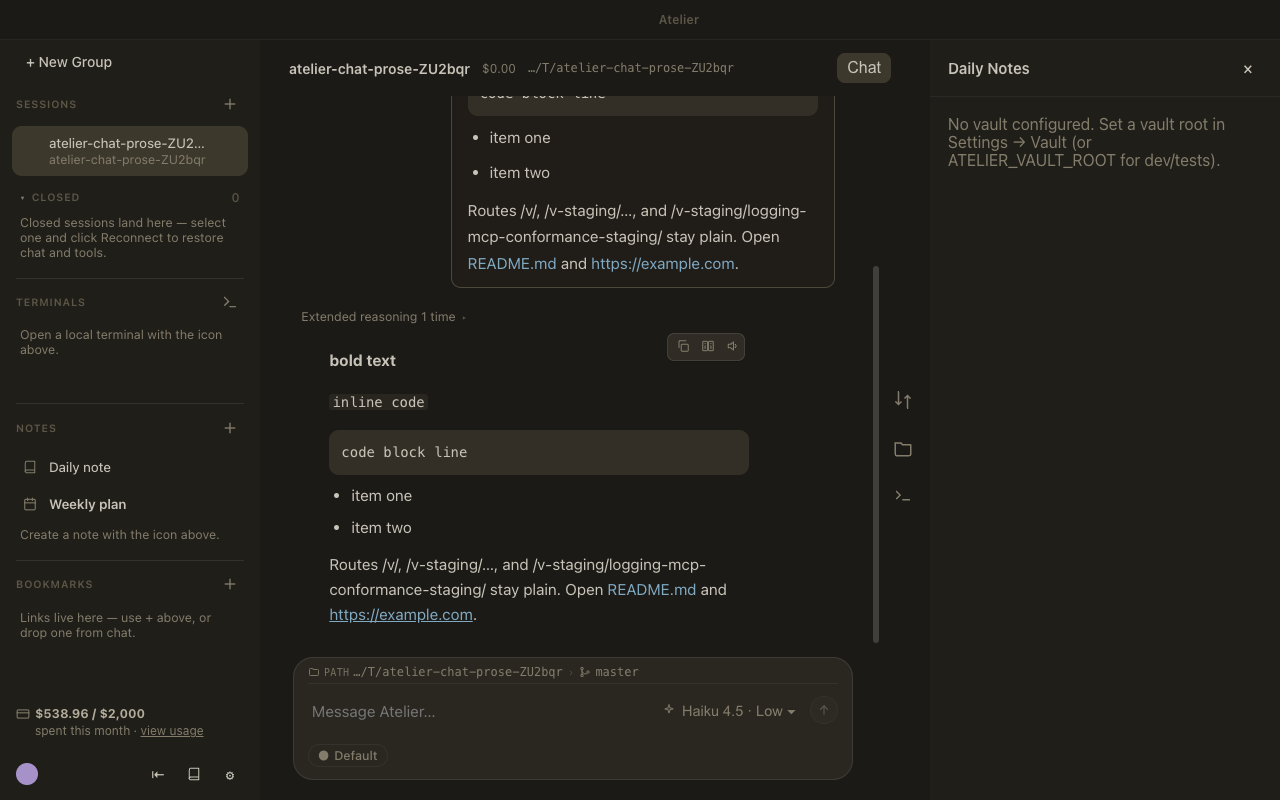 Atelier
+ New Group
SESSIONS
atelier-chat-prose-ZU2...
atelier-chat-prose-ZU2bqr
CLOSED 0
Closed sessions land here — select
one and click Reconnect to restore
chat and tools.
TERMINALS
Open a local terminal with the icon
above.
NOTES
Daily note
Weekly plan
Create a note with the icon above.
BOOKMARKS
Links live here — use + above, or
drop one from chat.
$538.96 / $2,000
spent this month · view usage
atelier-chat-prose-ZU2bqr $0.00 …/T/atelier-chat-prose-ZU2bqr Chat
code block line
• item one
• item two
Routes /v/, /v-staging/…, and /v-staging/logging-
mcp-conformance-staging/ stay plain. Open
README.md and https://example.com.
Extended reasoning 1 time
bold text
inline code
code block line
• item one
• item two
Routes /v/, /v-staging/…, and /v-staging/logging-mcp-
conformance-staging/ stay plain. Open README.md and
https://example.com.
PATH …/T/atelier-chat-prose-ZU2bqr › master
Message Atelier… Haiku 4.5 · Low
Default
Daily Notes ×
No vault configured. Set a vault root in
Settings → Vault (or
ATELIER_VAULT_ROOT for dev/tests).